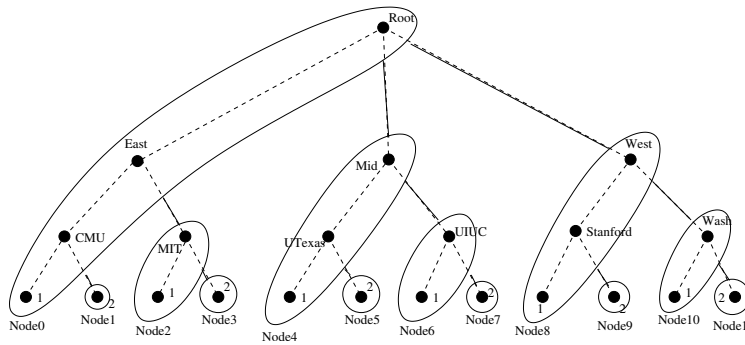 Root
East
Mid
West
CMU
MIT
UTexas
UIUC
Stanford
Wash
1
2
1
2
1
2
1
2
1
2
1
2
Node0
Node1
Node2
Node3
Node4
Node5
Node6
Node7
Node8
Node9
Node10
Node1